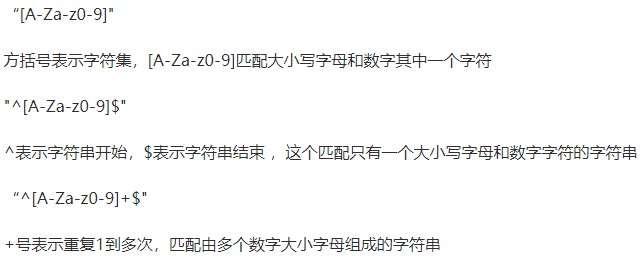 “[A-Za-z0-9]"
方括号表示字符集，[A-Za-z0-9]匹配大小写字母和数字其中一个字符
"^[A-Za-z0-9]$"
^表示字符串开始，$表示字符串结束 ，这个匹配只有一个大小写字母和数字字符的字符串
“^[A-Za-z0-9]+$"
+号表示重复1到多次，匹配由多个数字大小字母组成的字符串